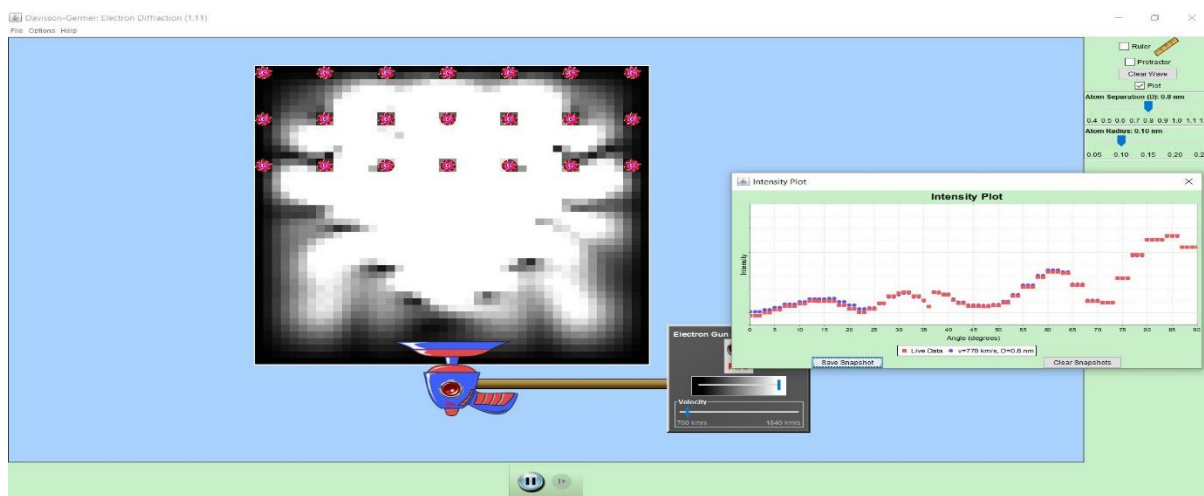 Davisson-Germer: Electron Diffraction (1.11)
File Options Help
Ruler
Protractor
Clear Wave
Plot
Atom Separation (D): 0.8 nm
0.4 0.5 0.6 0.7 0.8 0.9 1.0 1.1
Atom Radius: 0.10 nm
0.05 0.10 0.15 0.20
Intensity Plot
Intensity Plot
Intensity
0 5 10 15 20 25 30 35 40 45 50 55 60 65 70 75 80 85 90
Angle (degrees)
Live Data v=776 km/s, D=0.8 nm
Save Snapshot Clear Snapshots
Electron Gun
Velocity
700 km/s 1840 km/s